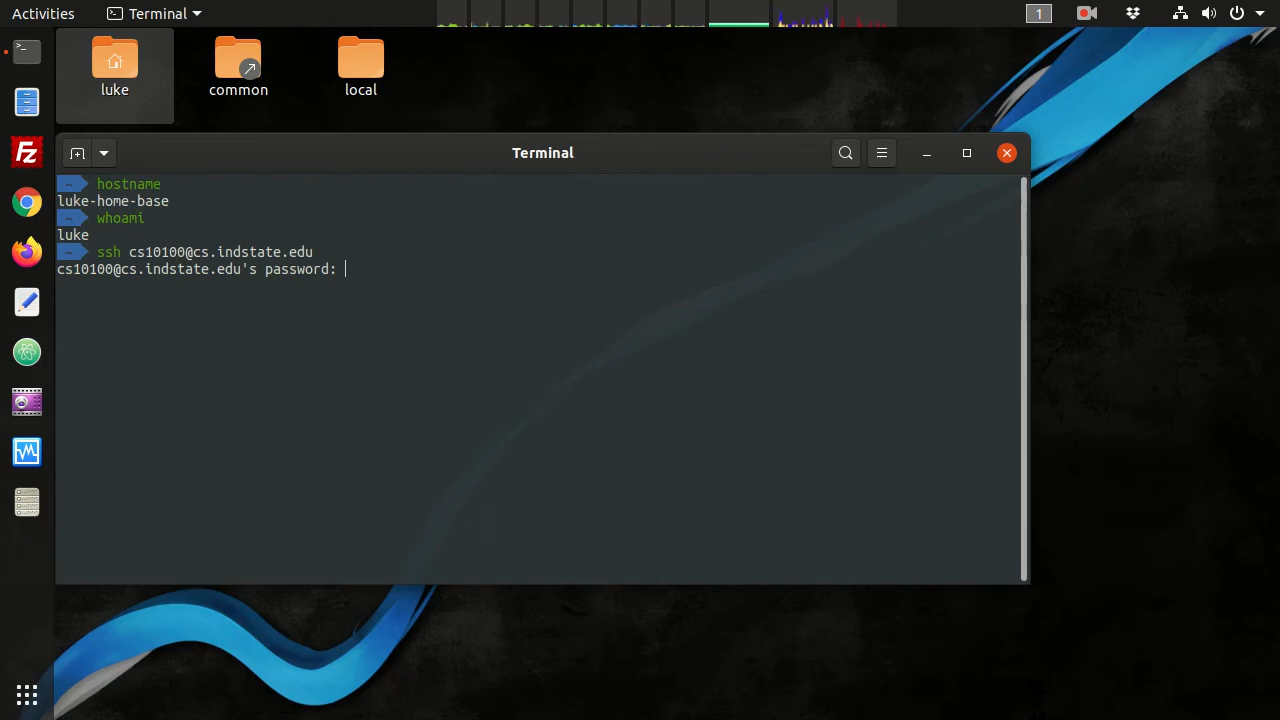 Activities
Terminal
1
luke
common
local
Terminal
~ hostname
luke-home-base
~ whoami
luke
~ ssh cs10100@cs.indstate.edu
cs10100@cs.indstate.edu's password: